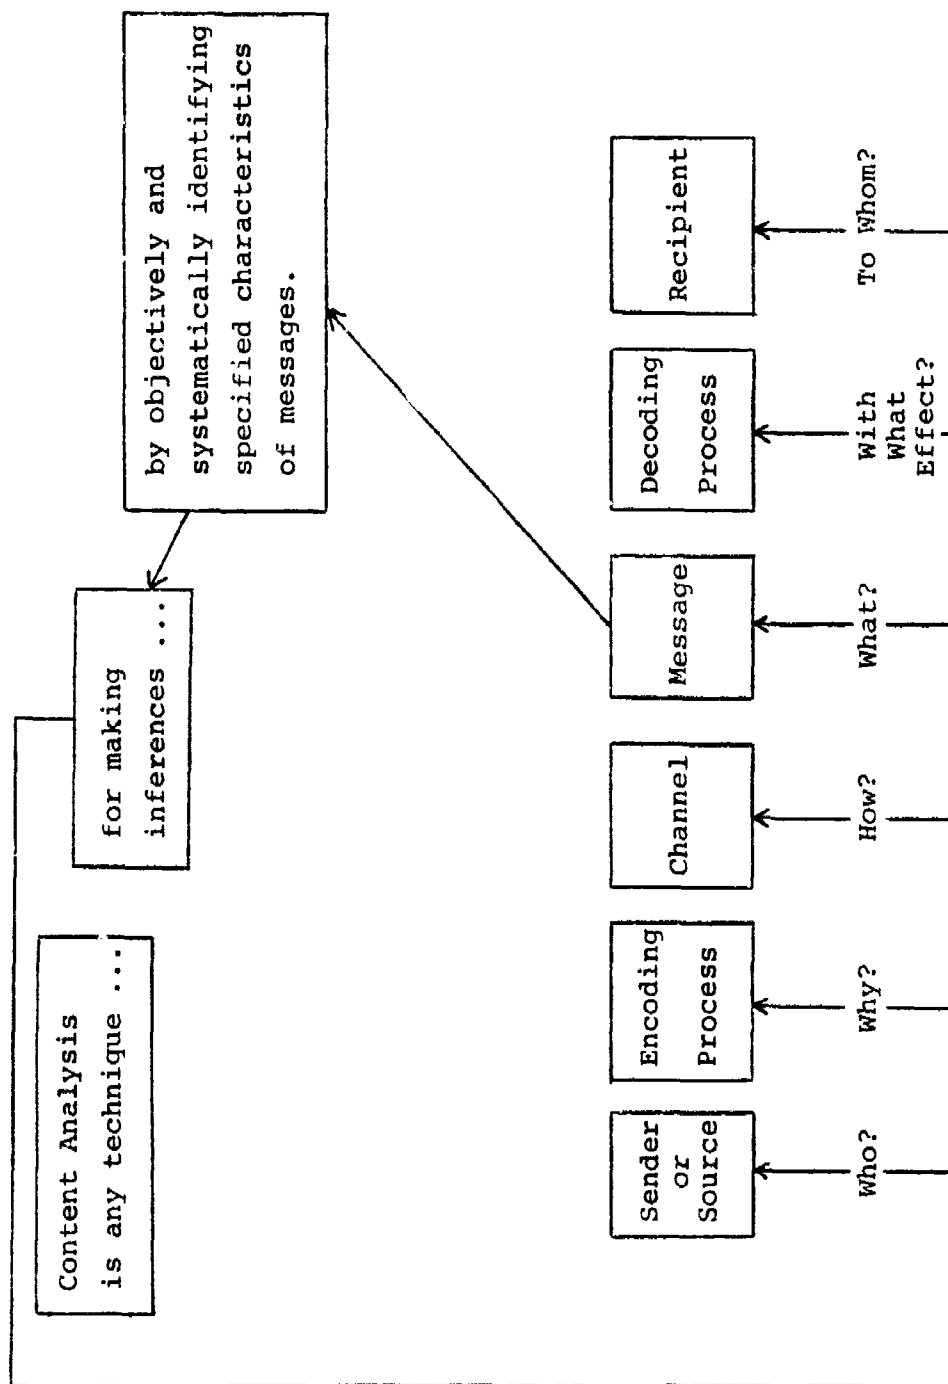 Content Analysis
is any technique ...
for making
inferences ...
by objectively and
systematically identifying
specified characteristics
of messages.
Sender
or
Source
Encoding
Process
Channel
Message
Decoding
Process
Recipient
Who?
Why?
How?
What?
With
What
Effect?
To Whom?